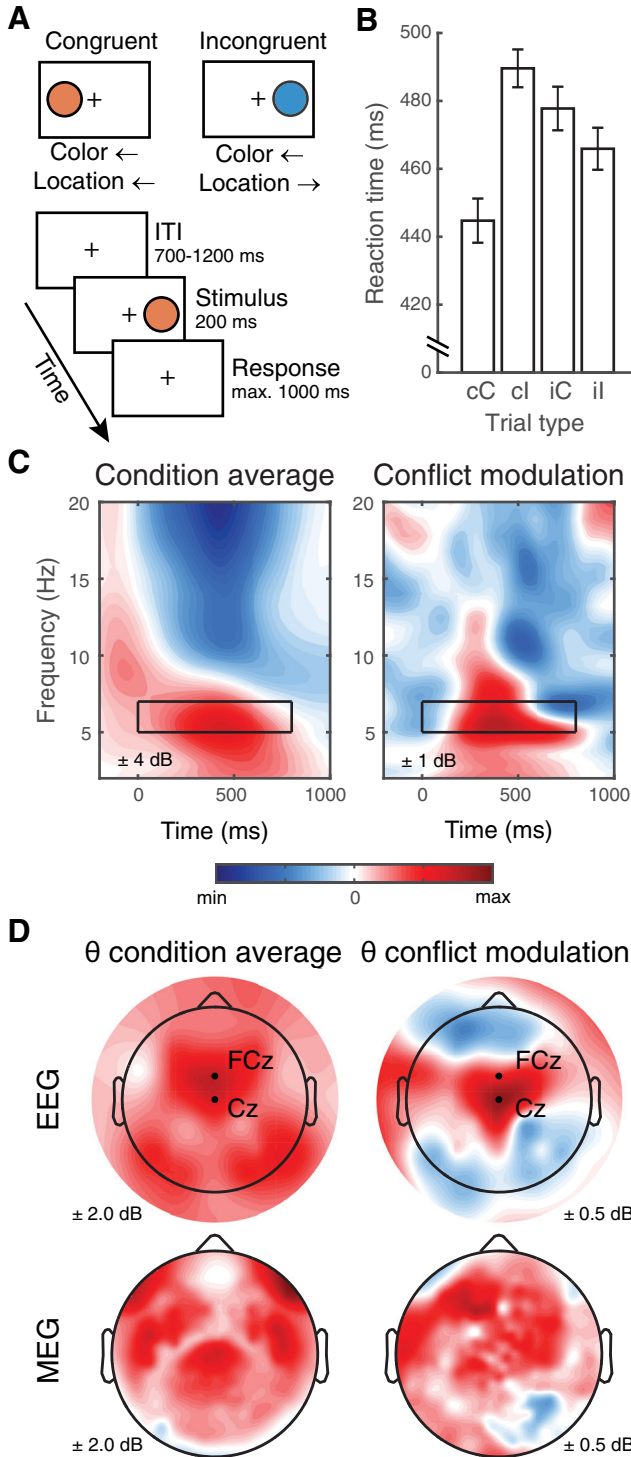 A
Congruent
Incongruent
+
+
Color ←
Location ←
Color ←
Location →
+
ITI
700-1200 ms
+
Stimulus
200 ms
+
Response
max. 1000 ms
Time
B
Reaction time (ms)
500
480
460
440
420
0
cC cI iC iI
Trial type
C
Condition average
Conflict modulation
Frequency (Hz)
20
15
10
5
± 4 dB
0 500 1000
Time (ms)
20
15
10
5
± 1 dB
0 500 1000
Time (ms)
min 0 max
D
θ condition average
θ conflict modulation
EEG
FCz
Cz
± 2.0 dB
FCz
Cz
± 0.5 dB
MEG
± 2.0 dB
± 0.5 dB